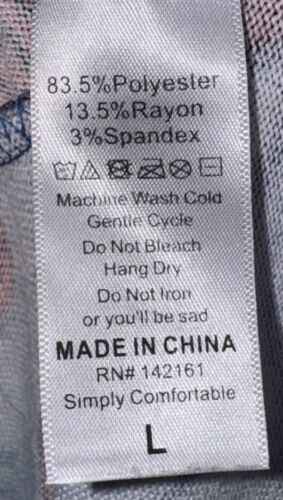 83.5%Polyester
13.5%Rayon
3%Spandex
Machine Wash Cold
Gentle Cycle
Do Not Bleach
Hang Dry
Do Not Iron
or you'll be sad
MADE IN CHINA
RN# 142161
Simply Comfortable
L